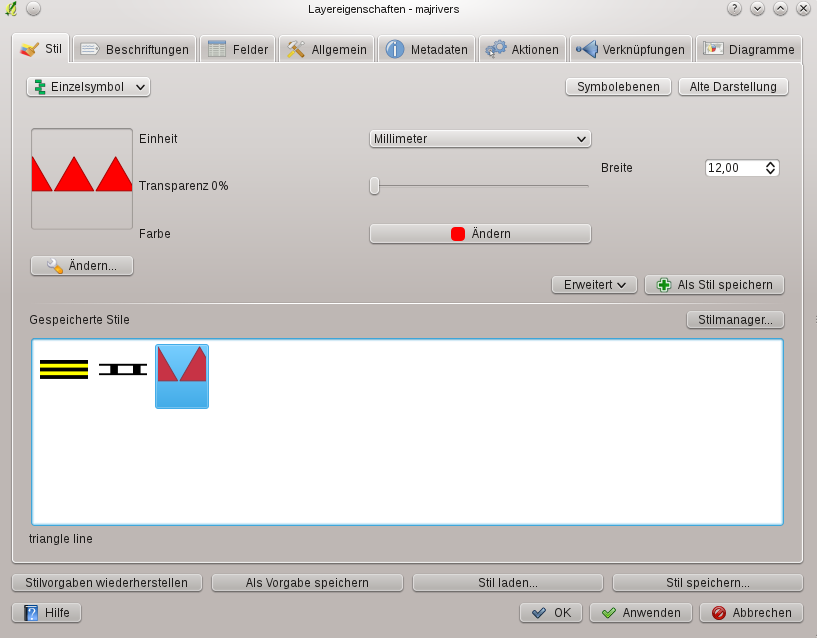 Layereigenschaften - majrivers
Stil Beschriftungen Felder Allgemein Metadaten Aktionen Verknüpfungen Diagramme
Einzelsymbol Symbolebenen Alte Darstellung
Einheit Millimeter
Breite 12,00
Transparenz 0%
Farbe Ändern
Ändern...
Erweitert Als Stil speichern
Gespeicherte Stile Stilmanager...
triangle line
Stilvorgaben wiederherstellen Als Vorgabe speichern Stil laden... Stil speichern...
Hilfe OK Anwenden Abbrechen